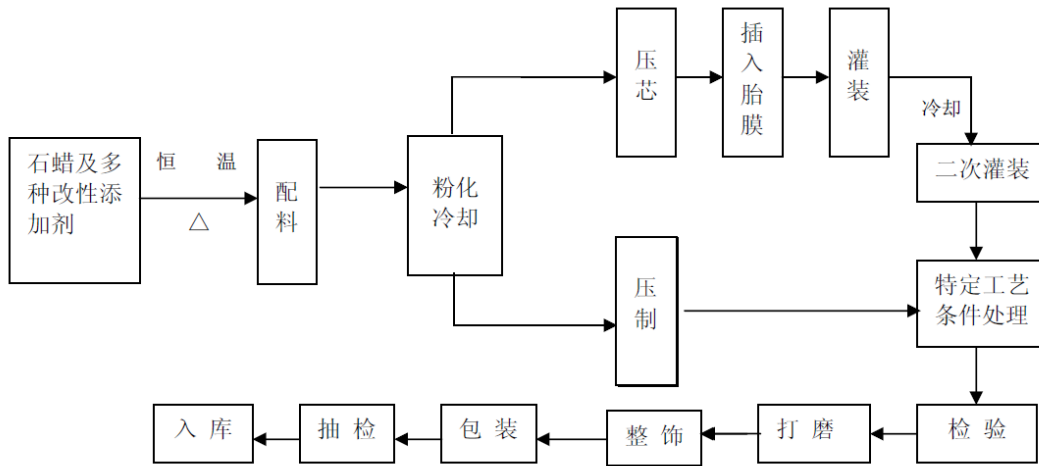 石蜡及多
种改性添
加剂
恒 温
△
配
料
粉化
冷却
压
芯
插
入
胎
膜
灌
装
冷却
二次灌装
压
制
特定工艺
条件处理
检 验
打 磨
整 饰
包 装
抽 检
入 库